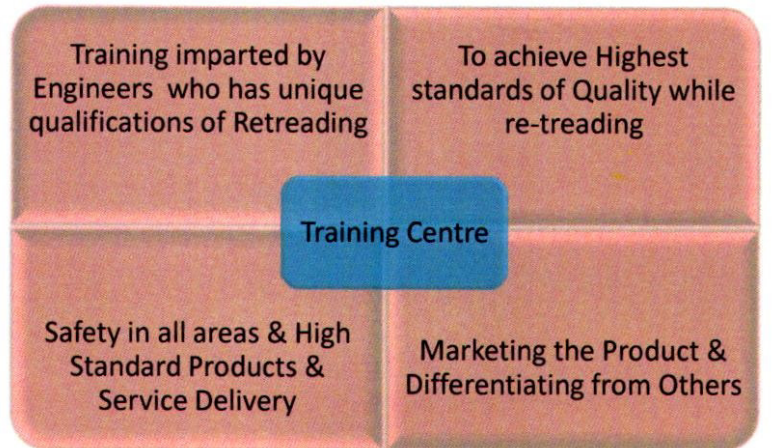 Training imparted by
Engineers who has unique
qualifications of Retreading
To achieve Highest
standards of Quality while
re-treading
Training Centre
Safety in all areas & High
Standard Products &
Service Delivery
Marketing the Product &
Differentiating from Others